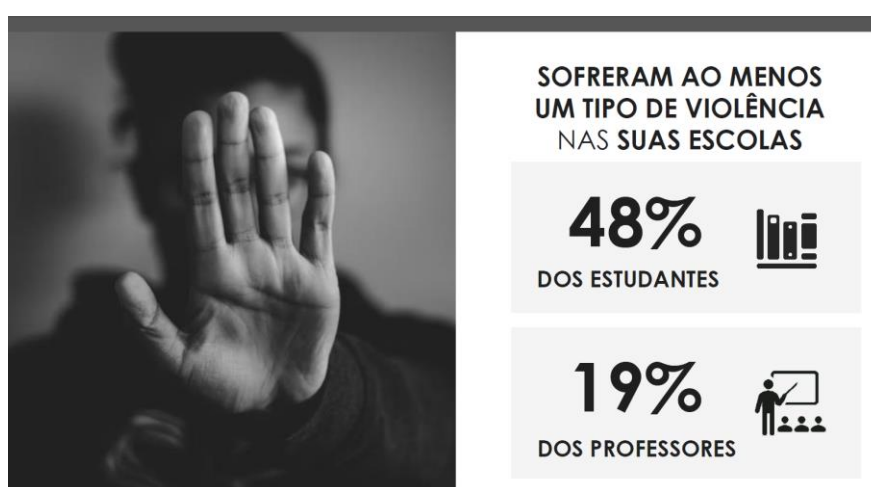 SOFRERAM AO MENOS
UM TIPO DE VIOLÊNCIA
NAS SUAS ESCOLAS
48%
DOS ESTUDANTES
19%
DOS PROFESSORES